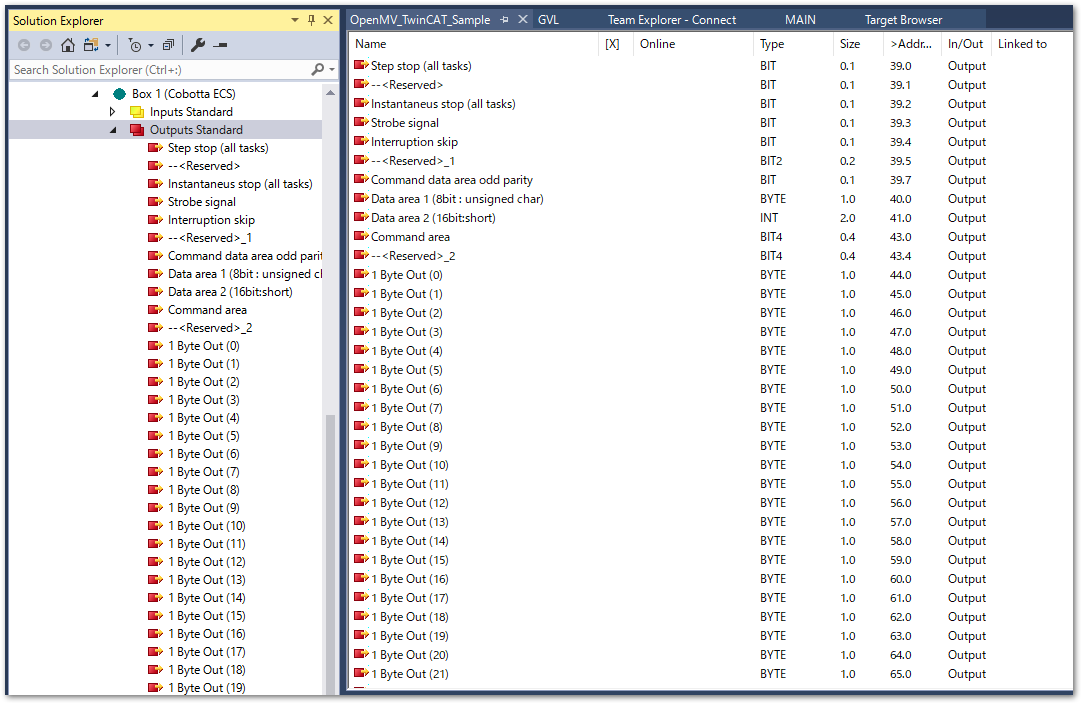 Solution Explorer
Search Solution Explorer (Ctrl+;)
Box 1 (Cobotta ECS)
Inputs Standard
Outputs Standard
Step stop (all tasks)
--<Reserved>
Instantaneus stop (all tasks)
Strobe signal
Interruption skip
--<Reserved>_1
Command data area odd parit
Data area 1 (8bit : unsigned cl
Data area 2 (16bit:short)
Command area
--<Reserved>_2
1 Byte Out (0)
1 Byte Out (1)
1 Byte Out (2)
1 Byte Out (3)
1 Byte Out (4)
1 Byte Out (5)
1 Byte Out (6)
1 Byte Out (7)
1 Byte Out (8)
1 Byte Out (9)
1 Byte Out (10)
1 Byte Out (11)
1 Byte Out (12)
1 Byte Out (13)
1 Byte Out (14)
1 Byte Out (15)
1 Byte Out (16)
1 Byte Out (17)
1 Byte Out (18)
1 Byte Out (19)
OpenMV_TwinCAT_Sample GVL Team Explorer - Connect MAIN Target Browser
Name [X] Online Type Size >Addr... In/Out Linked to
Step stop (all tasks) BIT 0.1 39.0 Output
--<Reserved> BIT 0.1 39.1 Output
Instantaneus stop (all tasks) BIT 0.1 39.2 Output
Strobe signal BIT 0.1 39.3 Output
Interruption skip BIT 0.1 39.4 Output
--<Reserved>_1 BIT2 0.2 39.5 Output
Command data area odd parity BIT 0.1 39.7 Output
Data area 1 (8bit : unsigned char) BYTE 1.0 40.0 Output
Data area 2 (16bit:short) INT 2.0 41.0 Output
Command area BIT4 0.4 43.0 Output
--<Reserved>_2 BIT4 0.4 43.4 Output
1 Byte Out (0) BYTE 1.0 44.0 Output
1 Byte Out (1) BYTE 1.0 45.0 Output
1 Byte Out (2) BYTE 1.0 46.0 Output
1 Byte Out (3) BYTE 1.0 47.0 Output
1 Byte Out (4) BYTE 1.0 48.0 Output
1 Byte Out (5) BYTE 1.0 49.0 Output
1 Byte Out (6) BYTE 1.0 50.0 Output
1 Byte Out (7) BYTE 1.0 51.0 Output
1 Byte Out (8) BYTE 1.0 52.0 Output
1 Byte Out (9) BYTE 1.0 53.0 Output
1 Byte Out (10) BYTE 1.0 54.0 Output
1 Byte Out (11) BYTE 1.0 55.0 Output
1 Byte Out (12) BYTE 1.0 56.0 Output
1 Byte Out (13) BYTE 1.0 57.0 Output
1 Byte Out (14) BYTE 1.0 58.0 Output
1 Byte Out (15) BYTE 1.0 59.0 Output
1 Byte Out (16) BYTE 1.0 60.0 Output
1 Byte Out (17) BYTE 1.0 61.0 Output
1 Byte Out (18) BYTE 1.0 62.0 Output
1 Byte Out (19) BYTE 1.0 63.0 Output
1 Byte Out (20) BYTE 1.0 64.0 Output
1 Byte Out (21) BYTE 1.0 65.0 Output